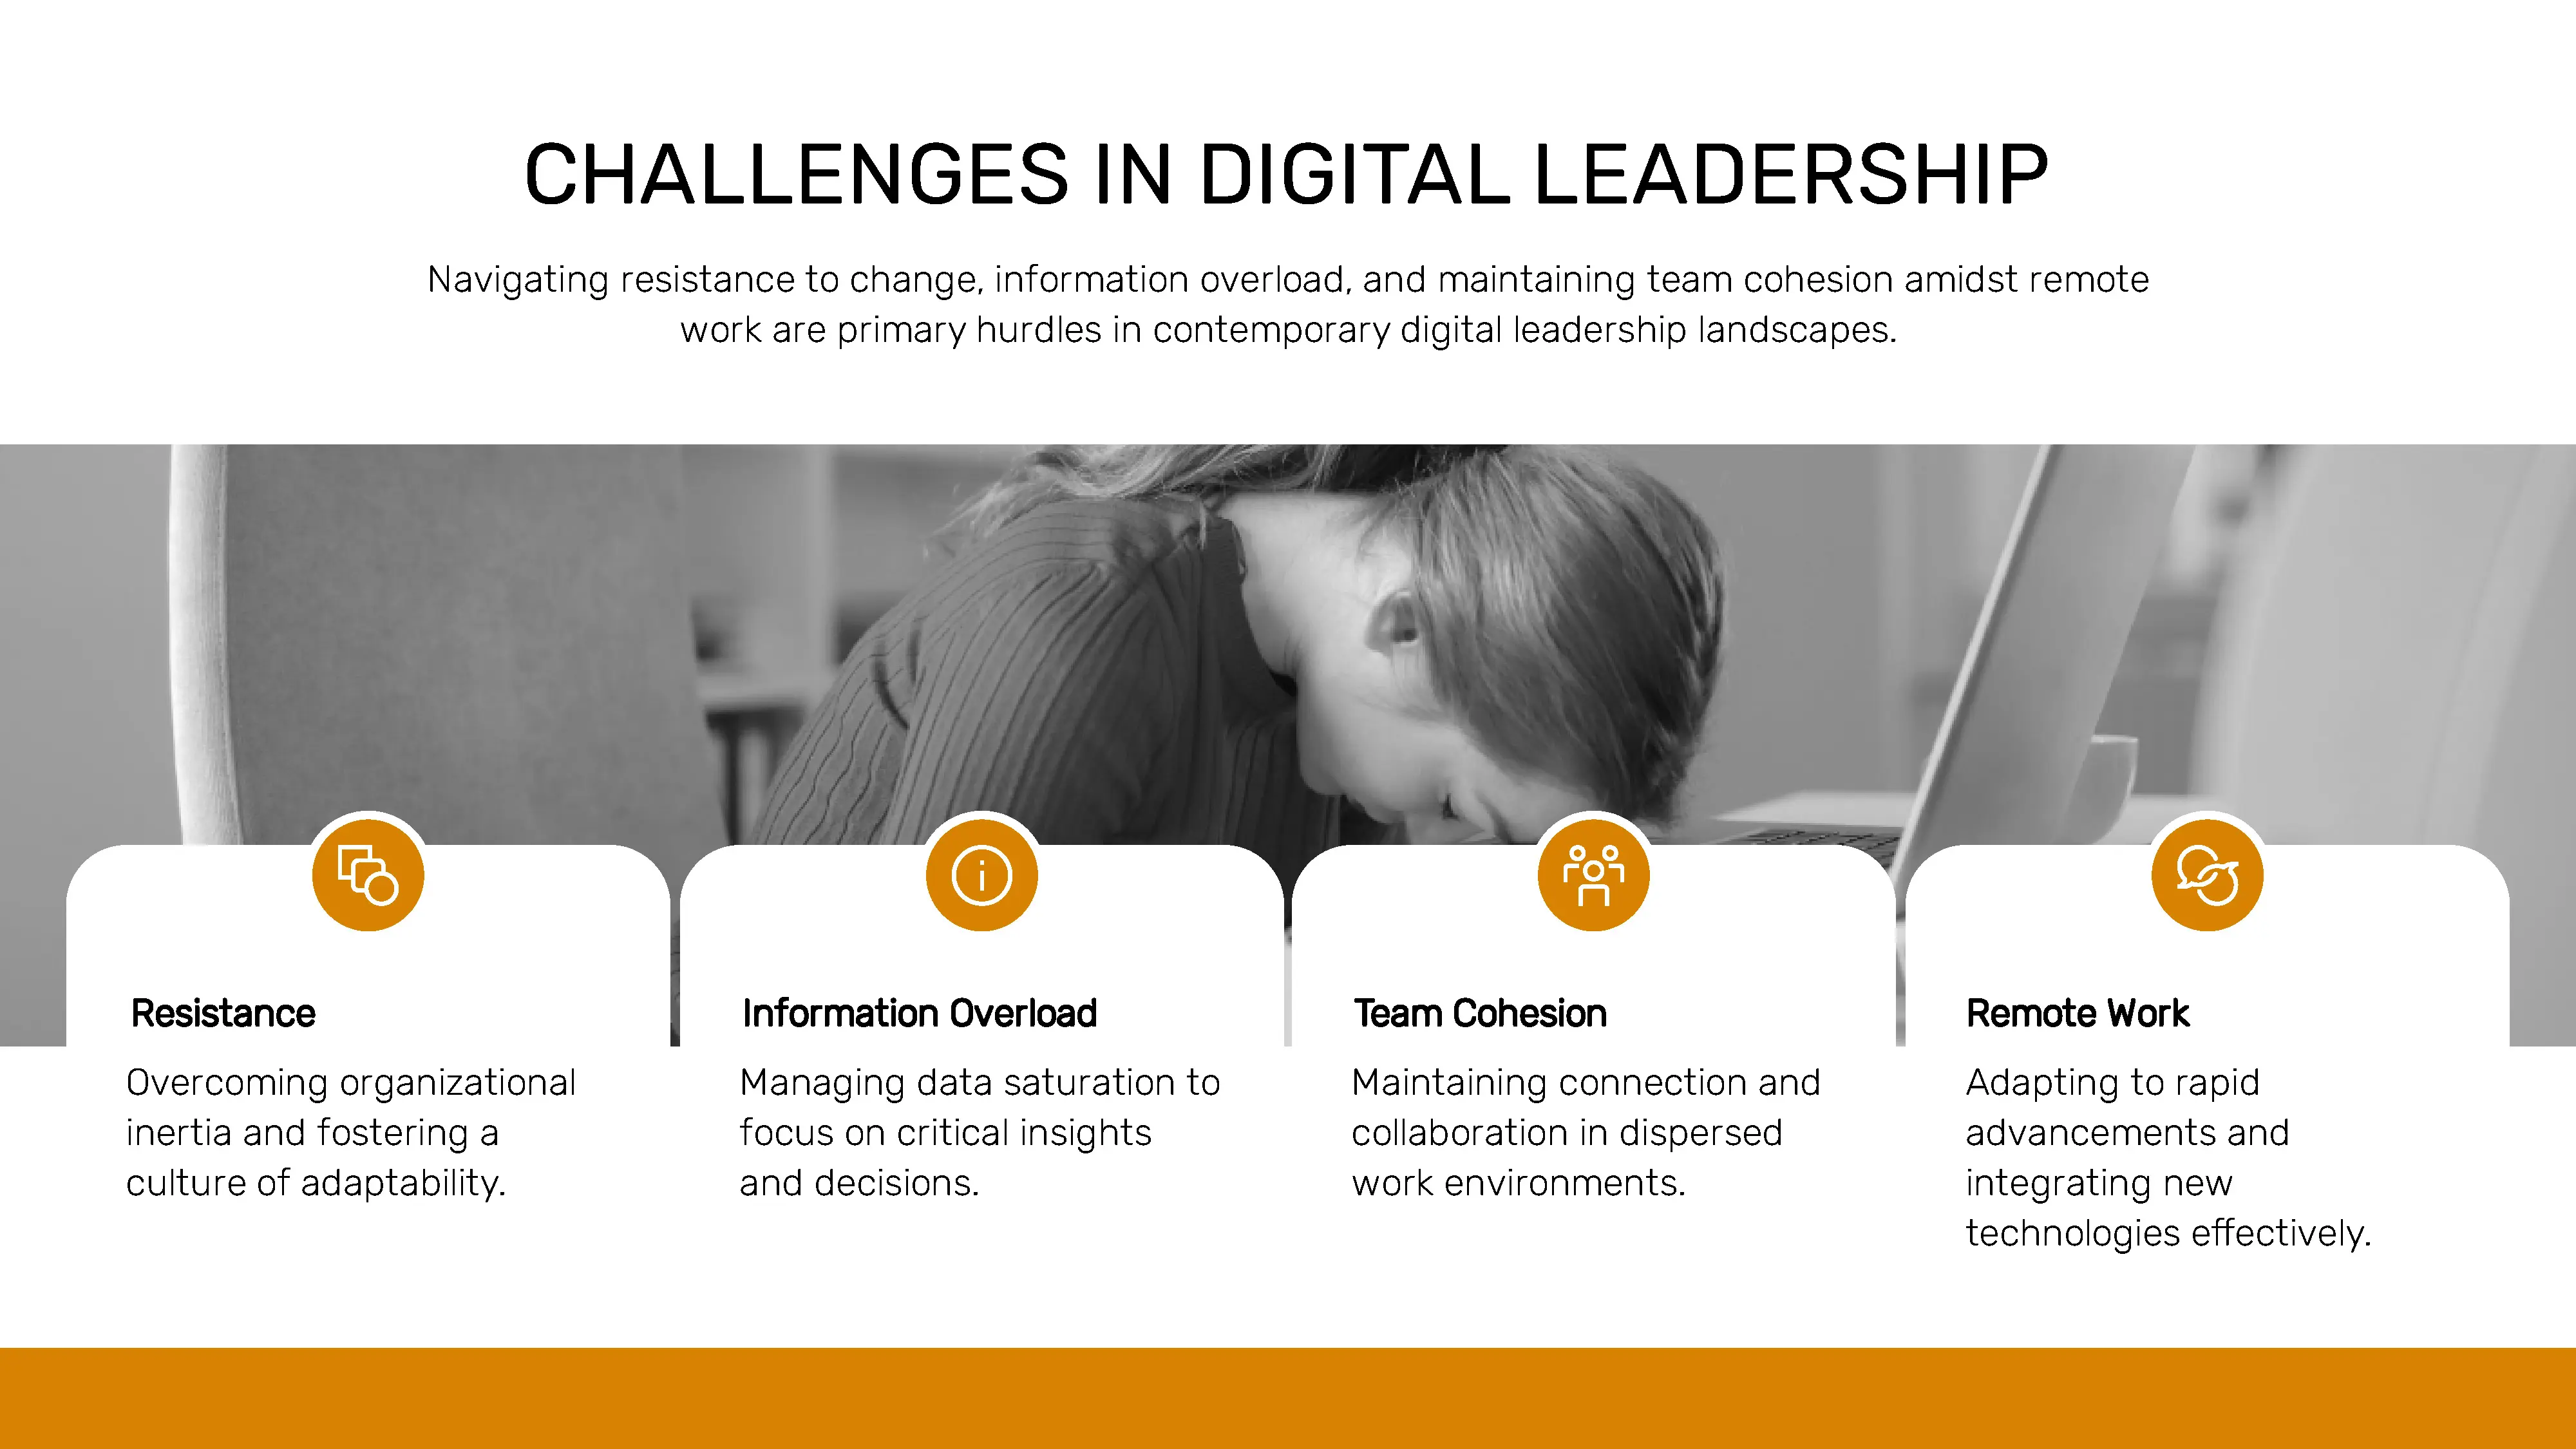 CHALLENGES IN DIGITAL LEADERSHIP
Navigating resistance to change, information overload, and maintaining team cohesion amidst remote
work are primary hurdles in contemporary digital leadership landscapes.
Resistance
Overcoming organizational
inertia and fostering a
culture of adaptability.
Information Overload
Managing data saturation to
focus on critical insights
and decisions.
Team Cohesion
Maintaining connection and
collaboration in dispersed
work environments.
Remote Work
Adapting to rapid
advancements and
integrating new
technologies effectively.